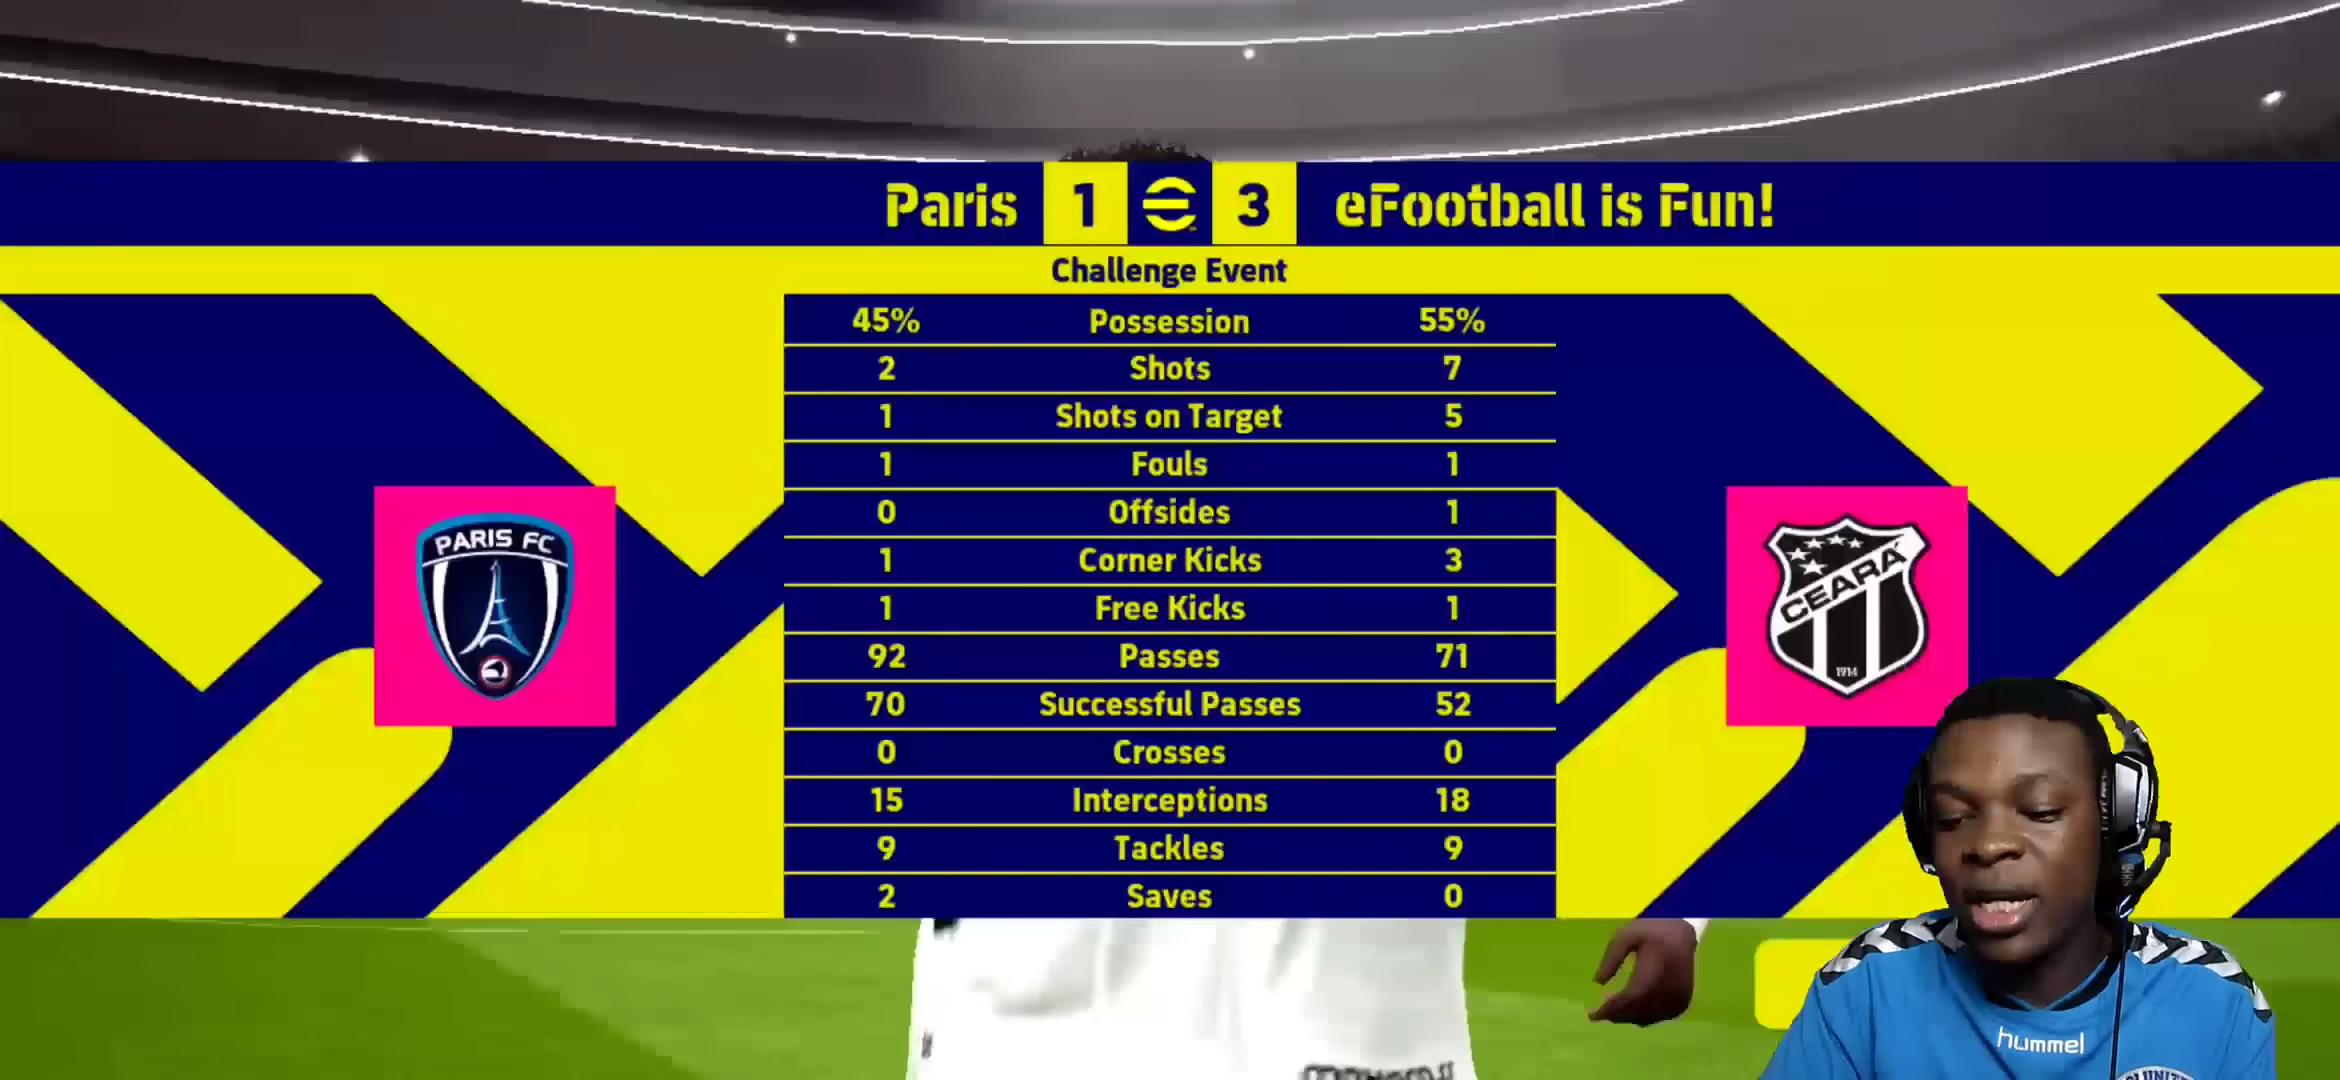 Paris 1 3 eFootball is Fun!
Challenge Event
45% Possession 55%
2 Shots 7
1 Shots on Target 5
1 Fouls 1
0 Offsides 1
1 Corner Kicks 3
1 Free Kicks 1
92 Passes 71
70 Successful Passes 52
0 Crosses 0
15 Interceptions 18
9 Tackles 9
2 Saves 0
PARIS FC
CEARÁ
1914
hummel